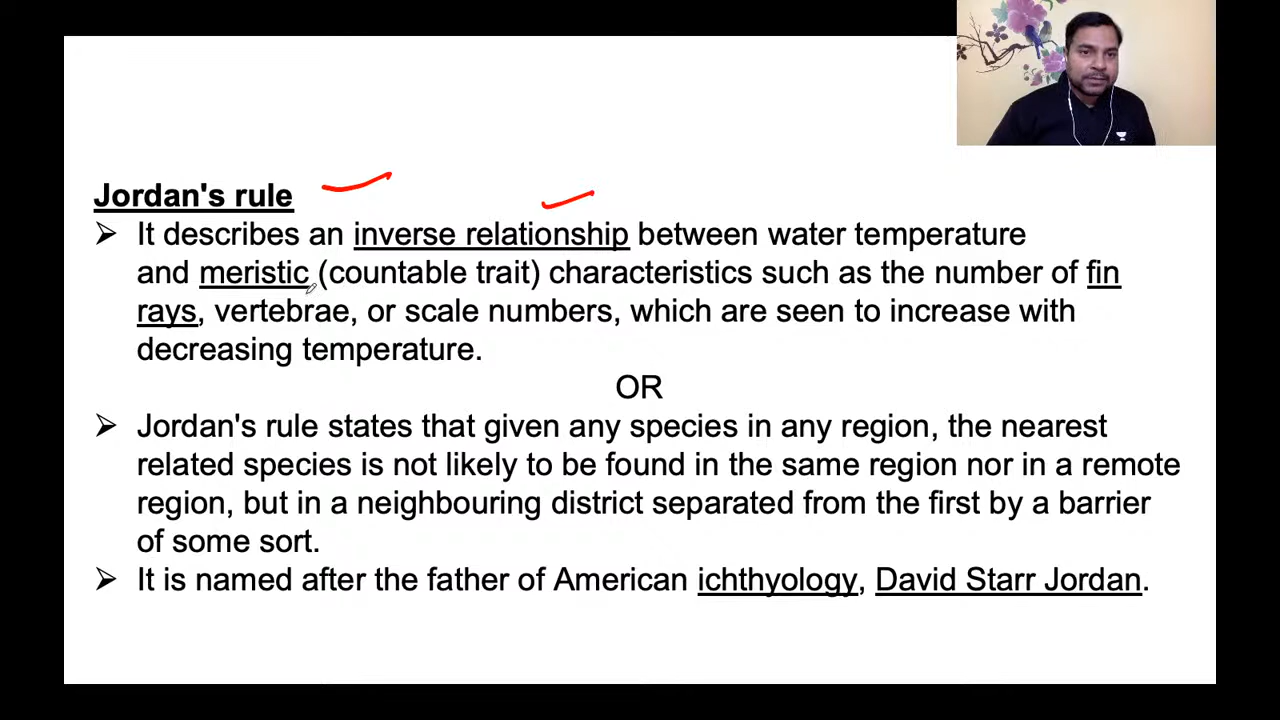 Jordan's rule
➢ It describes an inverse relationship between water temperature
and meristic (countable trait) characteristics such as the number of fin
rays, vertebrae, or scale numbers, which are seen to increase with
decreasing temperature.
OR
➢ Jordan's rule states that given any species in any region, the nearest
related species is not likely to be found in the same region nor in a remote
region, but in a neighbouring district separated from the first by a barrier
of some sort.
➢ It is named after the father of American ichthyology, David Starr Jordan.